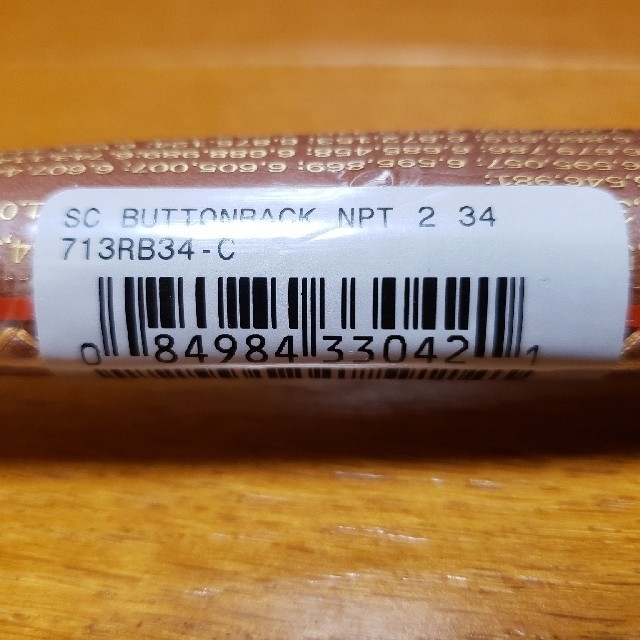 SC BUTTONBACK NPT 2 34
713RB34-C
0 84984 33042 1